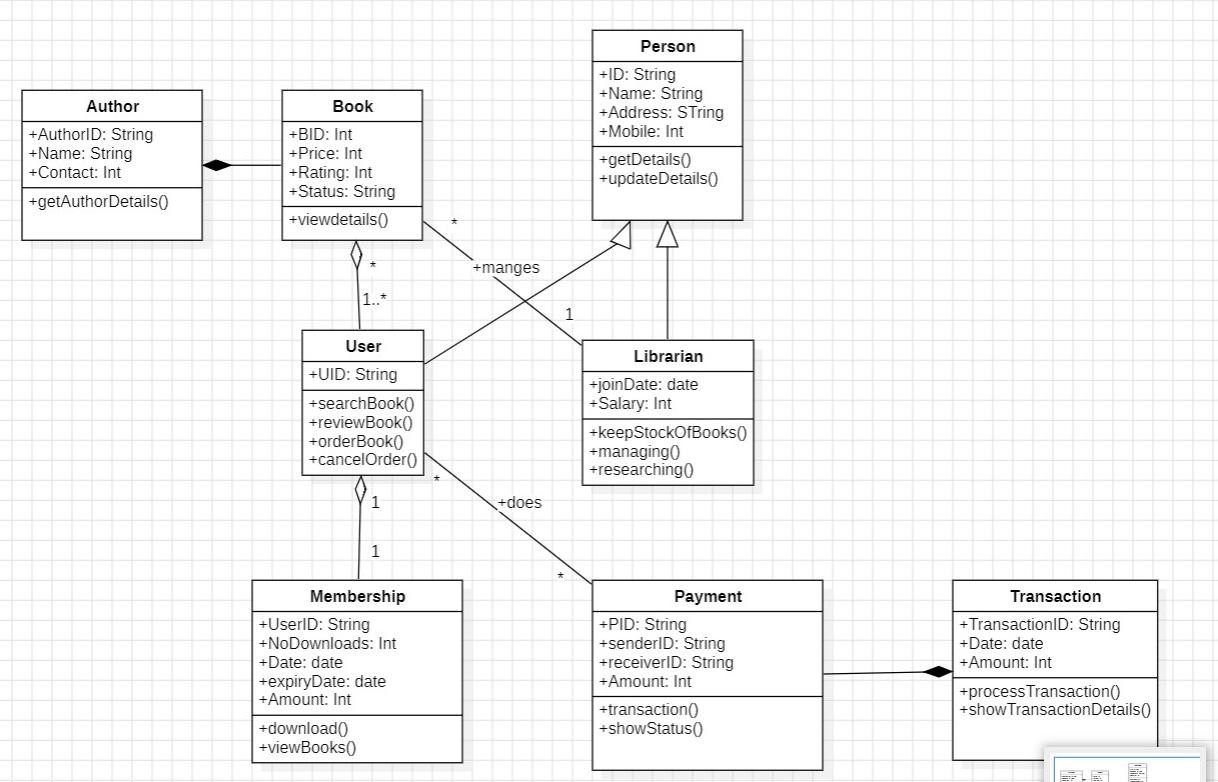 Person
+ID: String
+Name: String
+Address: STring
+Mobile: Int
+getDetails()
+updateDetails()
Author
+AuthorID: String
+Name: String
+Contact: Int
+getAuthorDetails()
Book
+BID: Int
+Price: Int
+Rating: Int
+Status: String
+viewdetails()
*
+manges
1
*
1..*
User
+UID: String
+searchBook()
+reviewBook()
+orderBook()
+cancelOrder()
Librarian
+joinDate: date
+Salary: Int
+keepStockOfBooks()
+managing()
+researching()
*
+does
*
1
1
Membership
+UserID: String
+NoDownloads: Int
+Date: date
+expiryDate: date
+Amount: Int
+download()
+viewBooks()
Payment
+PID: String
+senderID: String
+receiverID: String
+Amount: Int
+transaction()
+showStatus()
Transaction
+TransactionID: String
+Date: date
+Amount: Int
+processTransaction()
+showTransactionDetails()